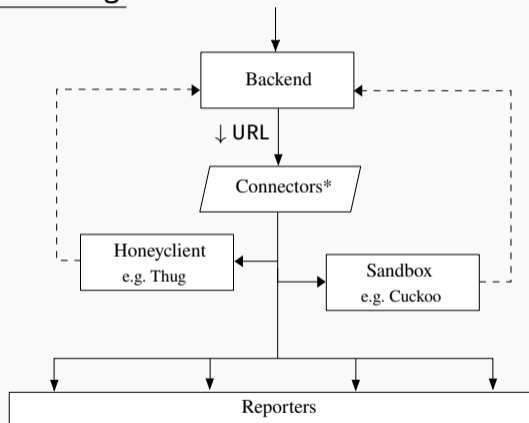 Backend
↓ URL
Connectors*
Honeyclient
e.g. Thug
Sandbox
e.g. Cuckoo
Reporters